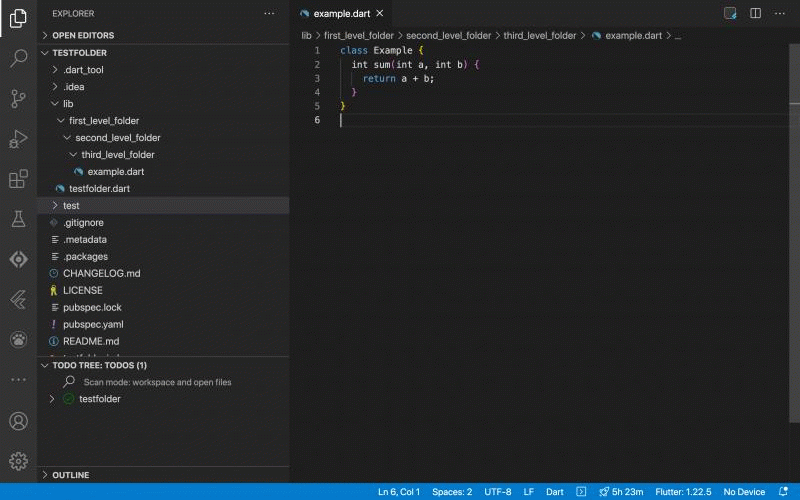 EXPLORER
OPEN EDITORS
TESTFOLDER
.dart_tool
.idea
lib
first_level_folder
second_level_folder
third_level_folder
example.dart
testfolder.dart
test
.gitignore
.metadata
.packages
CHANGELOG.md
LICENSE
pubspec.lock
pubspec.yaml
README.md
TODO TREE: TODOS (1)
Scan mode: workspace and open files
testfolder
OUTLINE
example.dart
lib > first_level_folder > second_level_folder > third_level_folder > example.dart > ...
1 class Example {
2 int sum(int a, int b) {
3 return a + b;
4 }
5 }
6
Ln 6, Col 1 Spaces: 2 UTF-8 LF Dart 5h 23m Flutter: 1.22.5 No Device